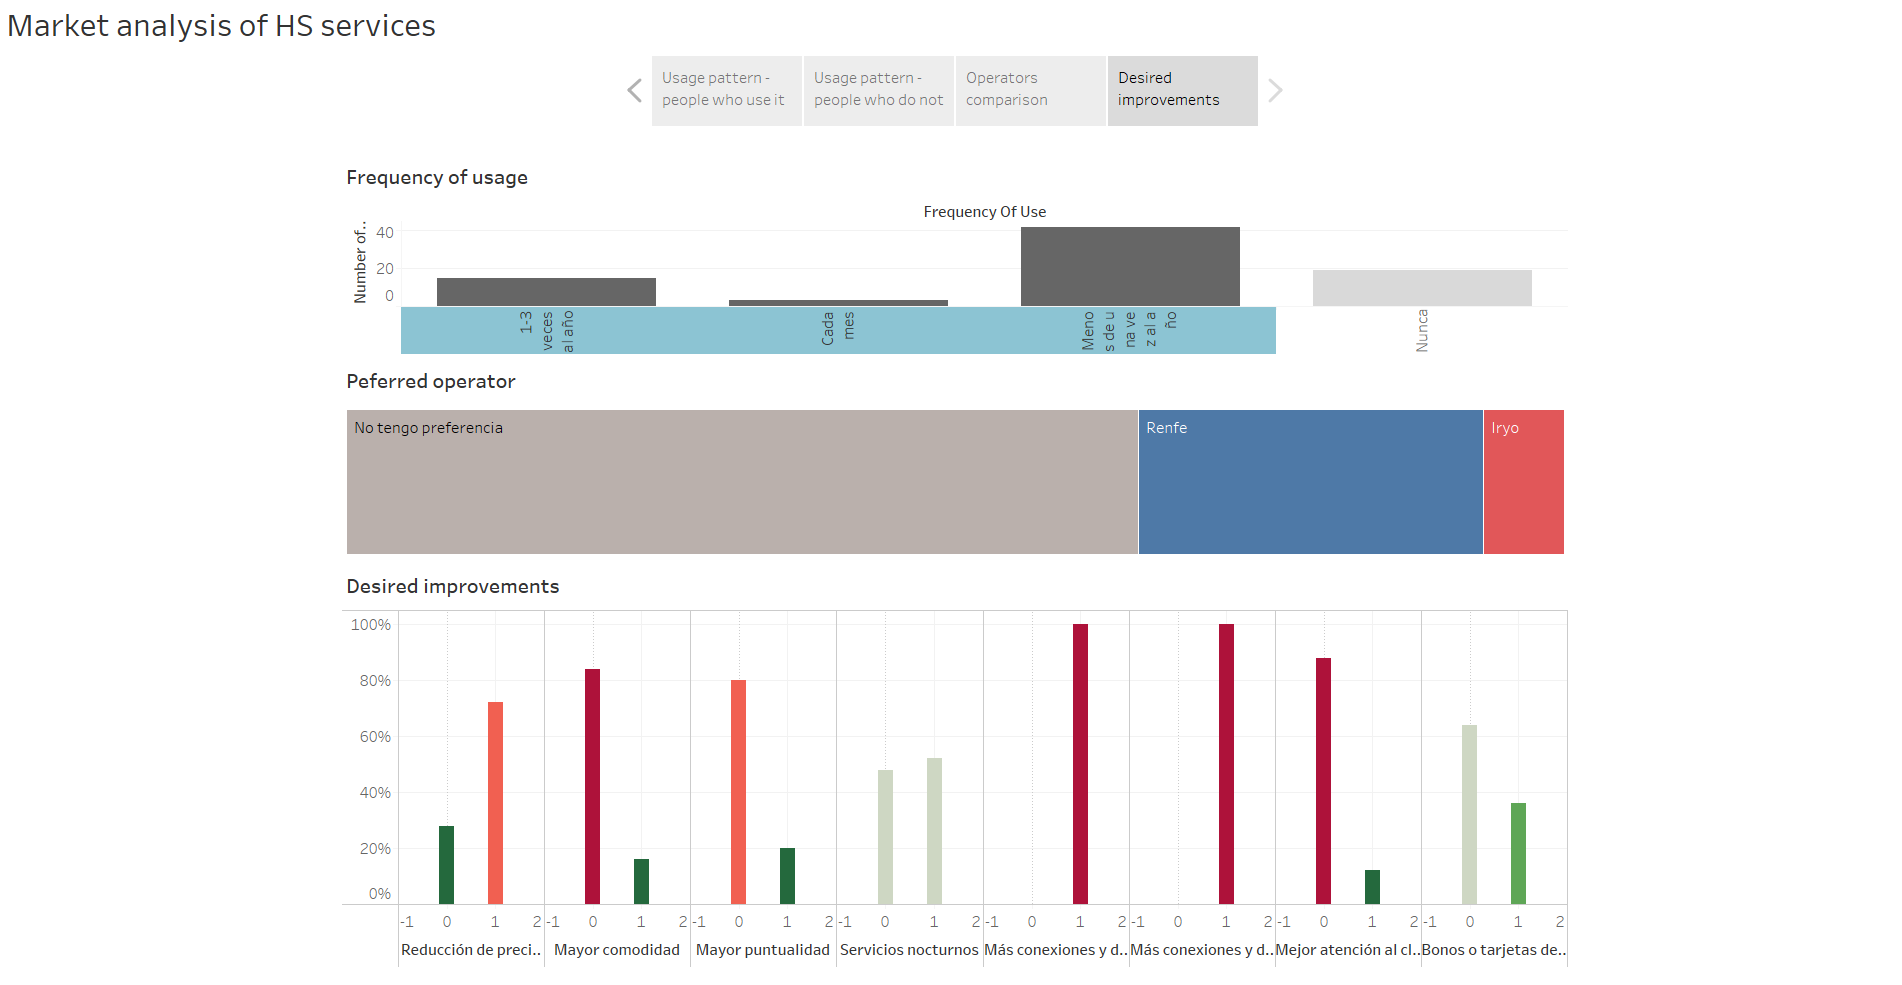 Market analysis of HS services
Usage pattern -
people who use it
Usage pattern -
people who do not
Operators
comparison
Desired
improvements
Frequency of usage
Frequency Of Use
Number of..
40
20
0
1-3
veces
al año
Cada
mes
Meno
s de u
na ve
z al a
ño
Nunca
Peferred operator
No tengo preferencia
Renfe
Iryo
Desired improvements
100%
80%
60%
40%
20%
0%
-1 0 1 2 -1 0 1 2 -1 0 1 2 -1 0 1 2 -1 0 1 2 -1 0 1 2 -1 0 1 2 -1 0 1 2
Reducción de preci.. Mayor comodidad Mayor puntualidad Servicios nocturnos Más conexiones y d.. Más conexiones y d.. Mejor atención al cl.. Bonos o tarjetas de..